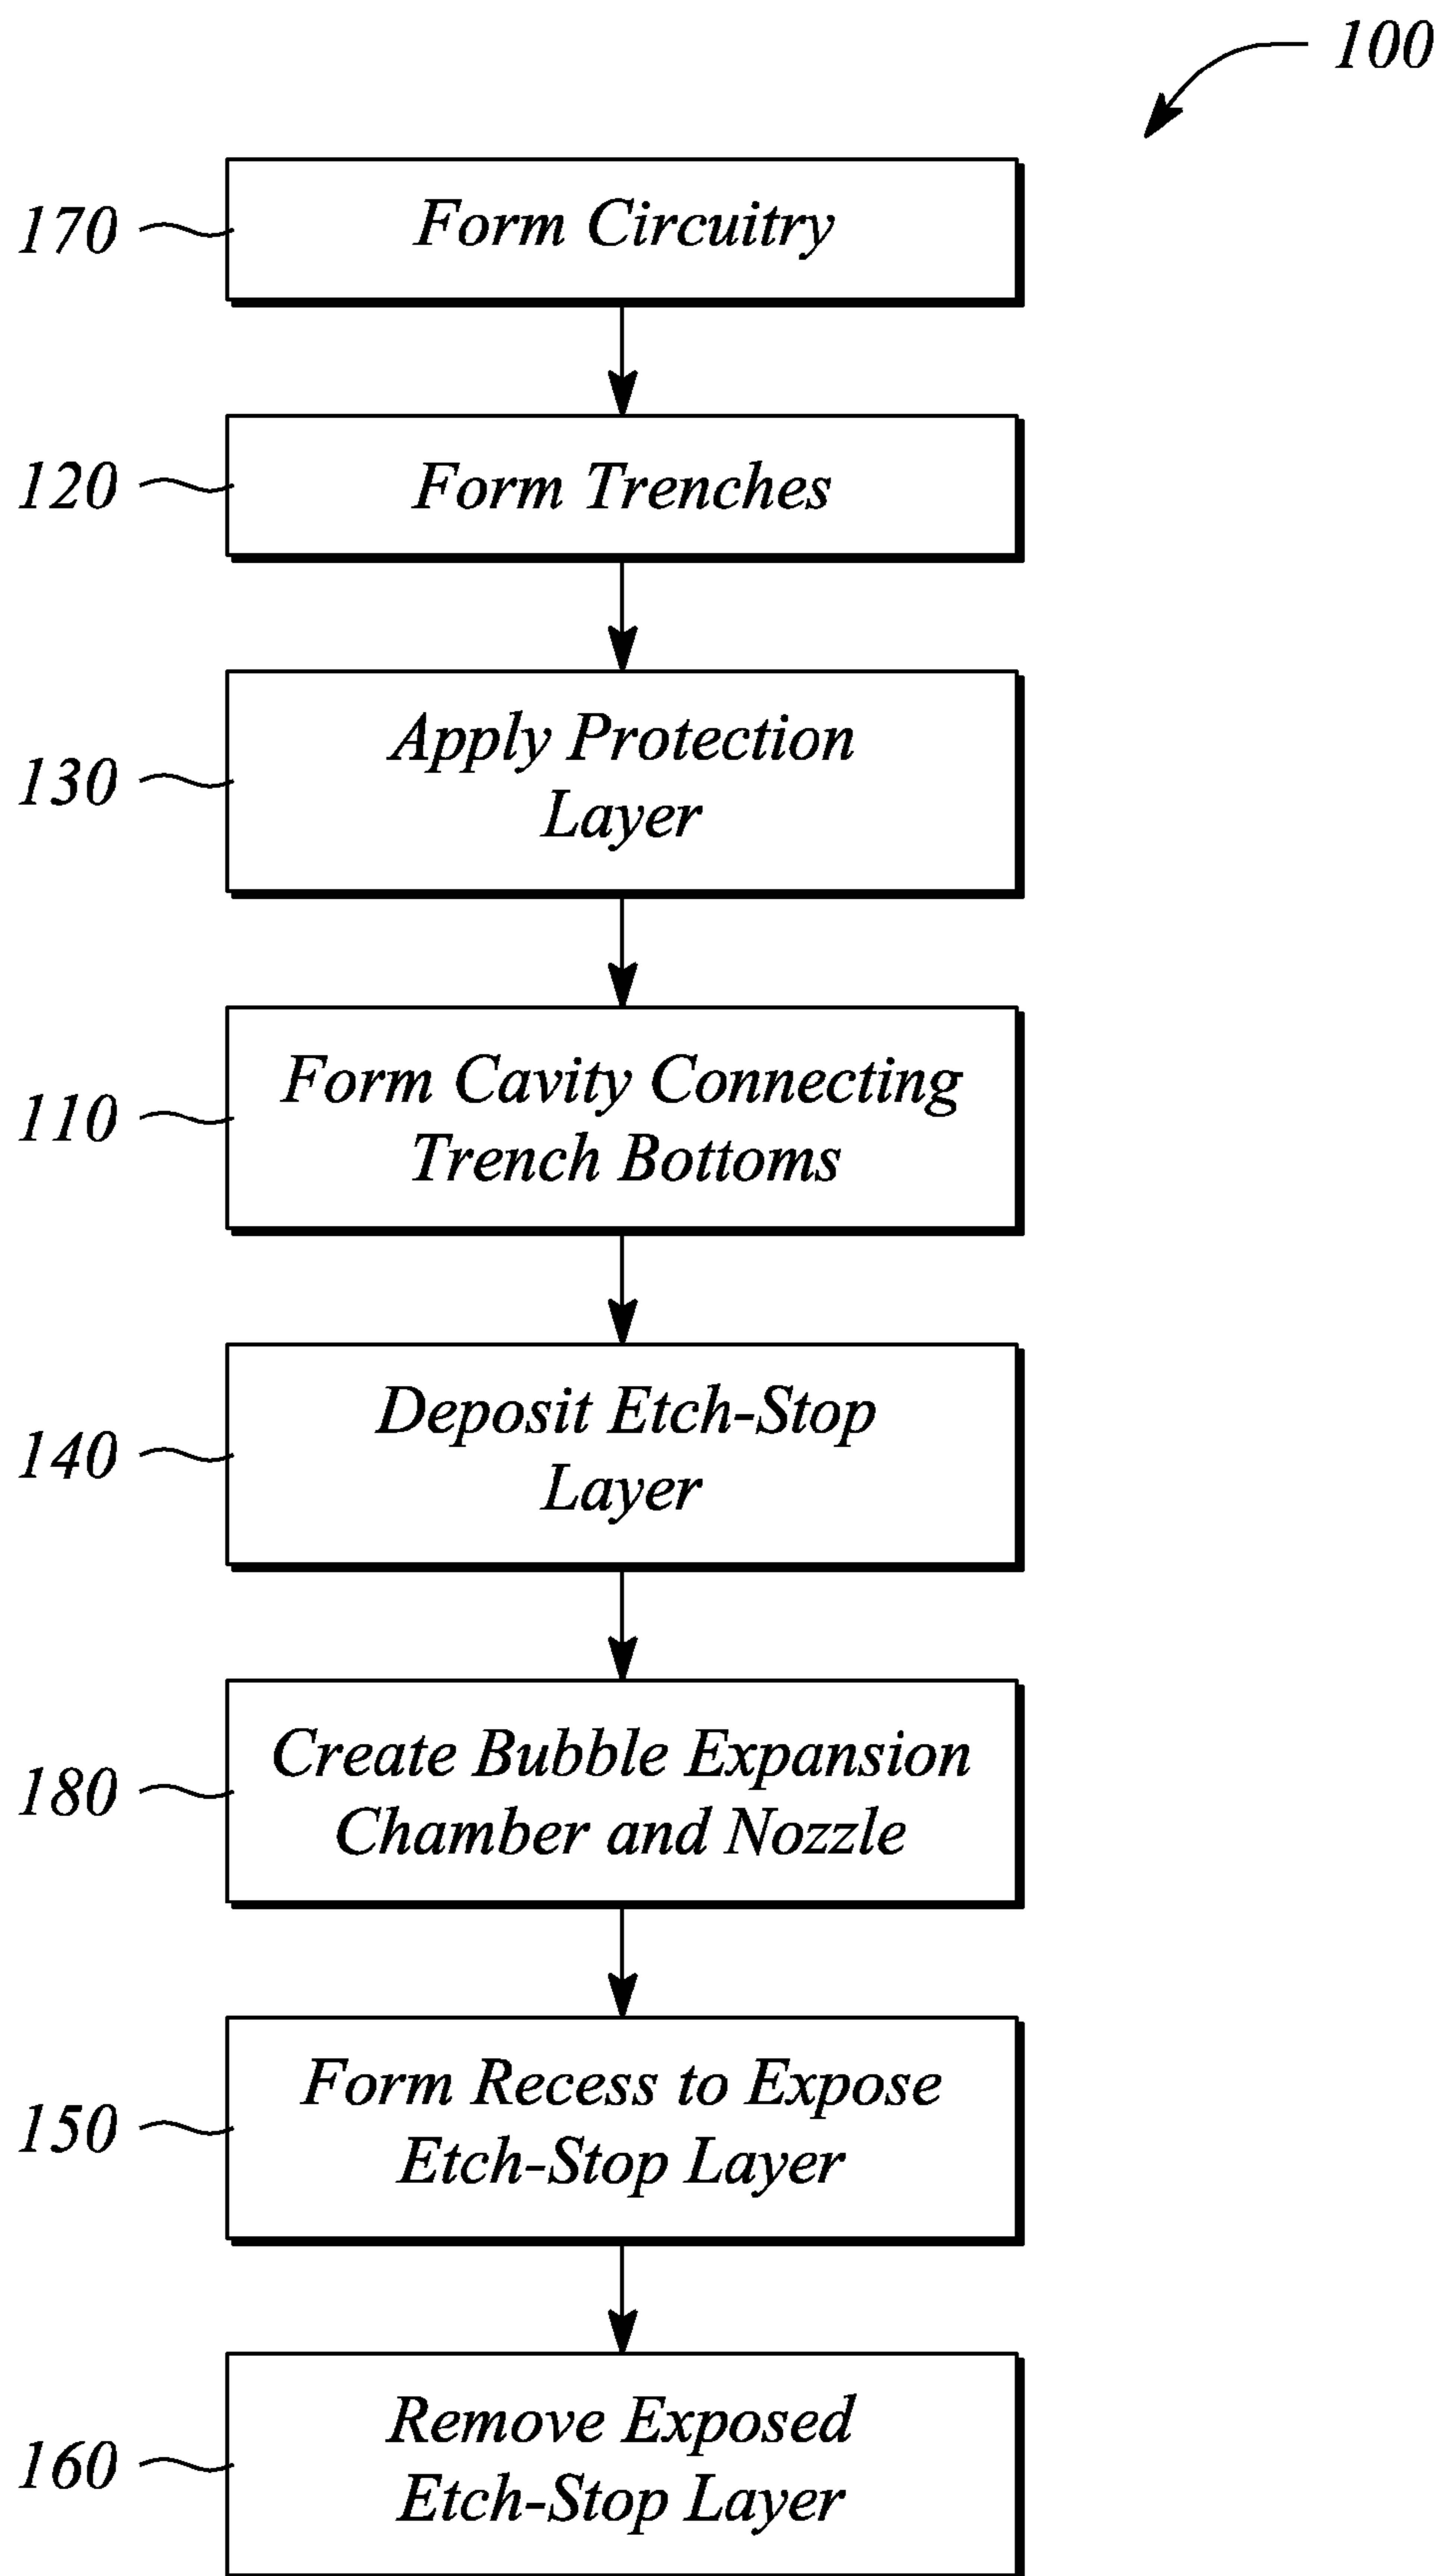 100
170
Form Circuitry
120
Form Trenches
130
Apply Protection
Layer
110
Form Cavity Connecting
Trench Bottoms
140
Deposit Etch-Stop
Layer
180
Create Bubble Expansion
Chamber and Nozzle
150
Form Recess to Expose
Etch-Stop Layer
160
Remove Exposed
Etch-Stop Layer